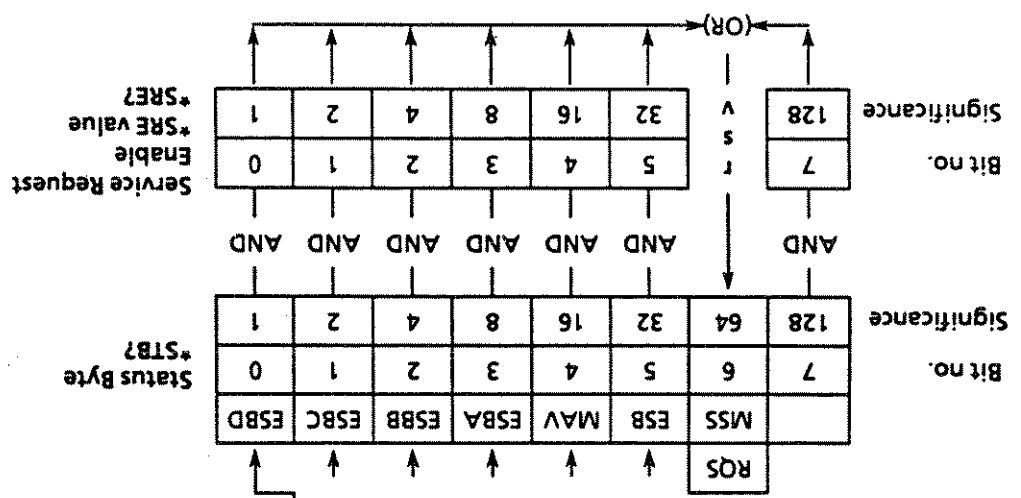 RQS
MSS ESB MAV ESBA ESBB ESBC ESBD
Bit no. 7 6 5 4 3 2 1 0
Significance 128 64 32 16 8 4 2 1
Status Byte
*STB?
AND AND AND AND AND AND AND
Bit no. 7 5 4 3 2 1 0
Significance 128 32 16 8 4 2 1
r
s
v
Service Request
Enable
*SRE value
*SRE?
(OR)